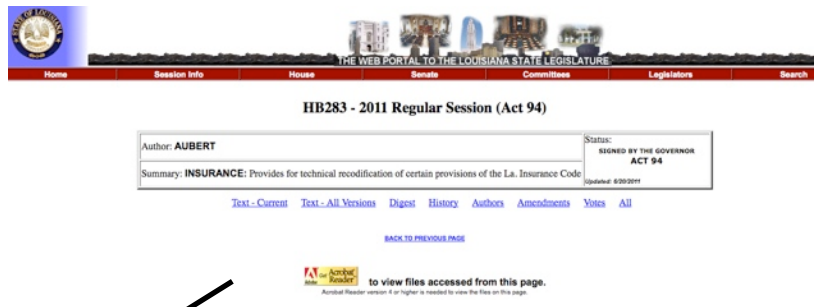 STATE OF LOUISIANA
THE WEB PORTAL TO THE LOUISIANA STATE LEGISLATURE
Home Session Info House Senate Committees Legislators Search
HB283 - 2011 Regular Session (Act 94)
Author: AUBERT
Status:
SIGNED BY THE GOVERNOR
ACT 94
Summary: INSURANCE: Provides for technical recodification of certain provisions of the La. Insurance Code
Updated: 6/20/2011
Text - Current Text - All Versions Digest History Authors Amendments Votes All
BACK TO PREVIOUS PAGE
Get Acrobat Reader
Adobe
to view files accessed from this page.
Acrobat Reader version 4 or higher is needed to view the files on this page.